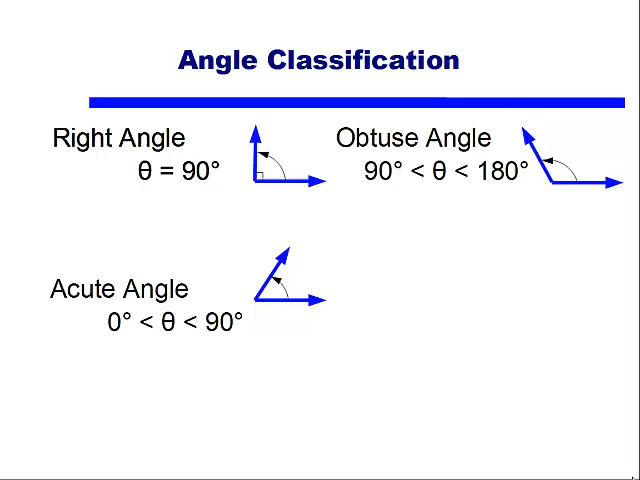 Angle Classification
Right Angle
θ = 90°
Obtuse Angle
90° < θ < 180°
Acute Angle
0° < θ < 90°